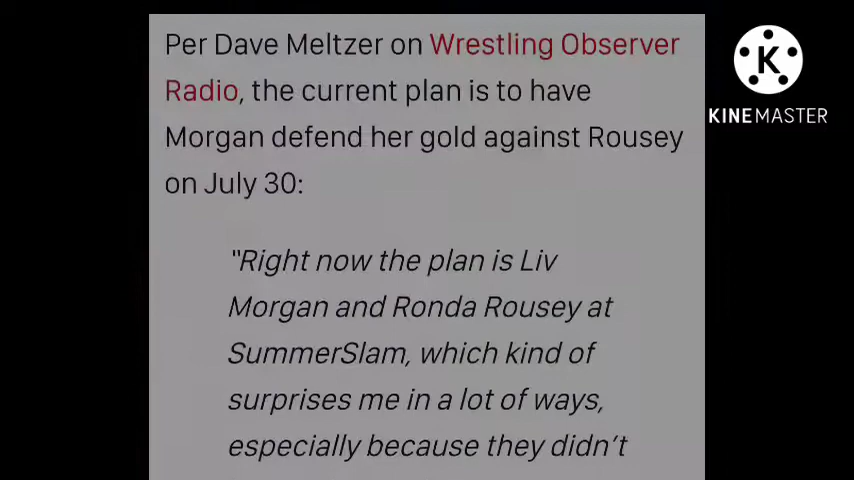 Per Dave Meltzer on Wrestling Observer
Radio, the current plan is to have
Morgan defend her gold against Rousey
on July 30:
"Right now the plan is Liv
Morgan and Ronda Rousey at
SummerSlam, which kind of
surprises me in a lot of ways,
especially because they didn't
K
KINEMASTER